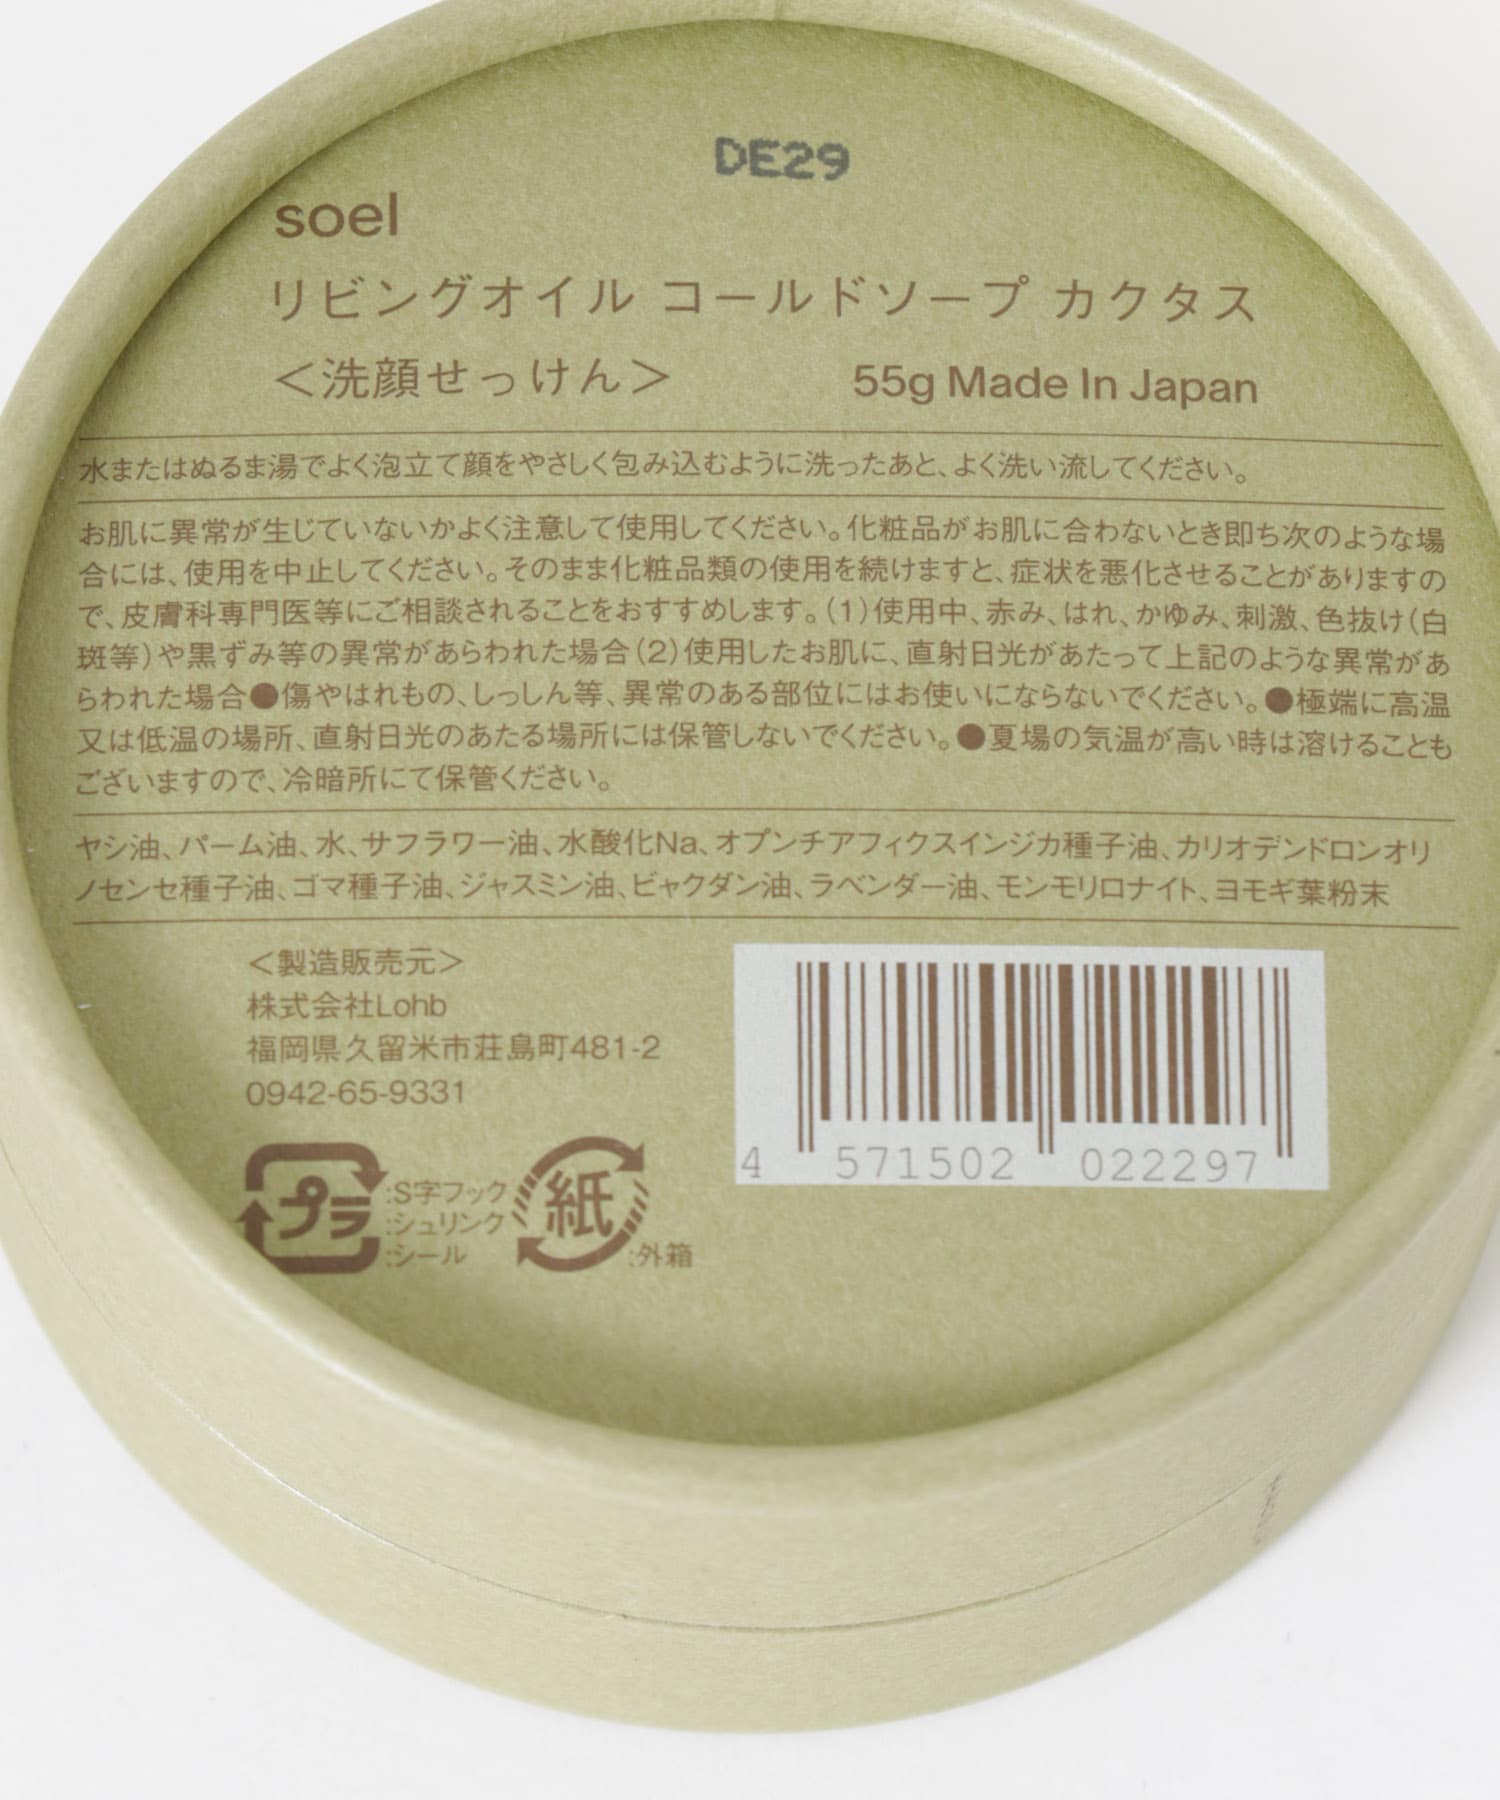 DE29
soel
リビングオイル コールドソープ カクタス
＜洗顔せっけん＞ 55g Made In Japan
水またはぬるま湯でよく泡立て顔をやさしく包み込むように洗ったあと、よく洗い流してください。
お肌に異常が生じていないかよく注意して使用してください。化粧品がお肌に合わないとき即ち次のような場
合には、使用を中止してください。そのまま化粧品類の使用を続けますと、症状を悪化させることがありますの
で、皮膚科専門医等にご相談されることをおすすめします。（1）使用中、赤み、はれ、かゆみ、刺激、色抜け（白
斑等）や黒ずみ等の異常があらわれた場合（2）使用したお肌に、直射日光があたって上記のような異常があ
らわれた場合●傷やはれもの、しっしん等、異常のある部位にはお使いにならないでください。●極端に高温
又は低温の場所、直射日光のあたる場所には保管しないでください。●夏場の気温が高い時は溶けることも
ございますので、冷暗所にて保管ください。
ヤシ油、パーム油、水、サフラワー油、水酸化Na、オプンチアフィクスインジカ種子油、カリオデンドロンオリ
ノセンセ種子油、ゴマ種子油、ジャスミン油、ビャクダン油、ラベンダー油、モンモリロナイト、ヨモギ葉粉末
＜製造販売元＞
株式会社Lohb
福岡県久留米市荘島町481-2
0942-65-9331
プラ
:S字フック
:シュリンク
:シール
紙
:外箱
4 571502 022297